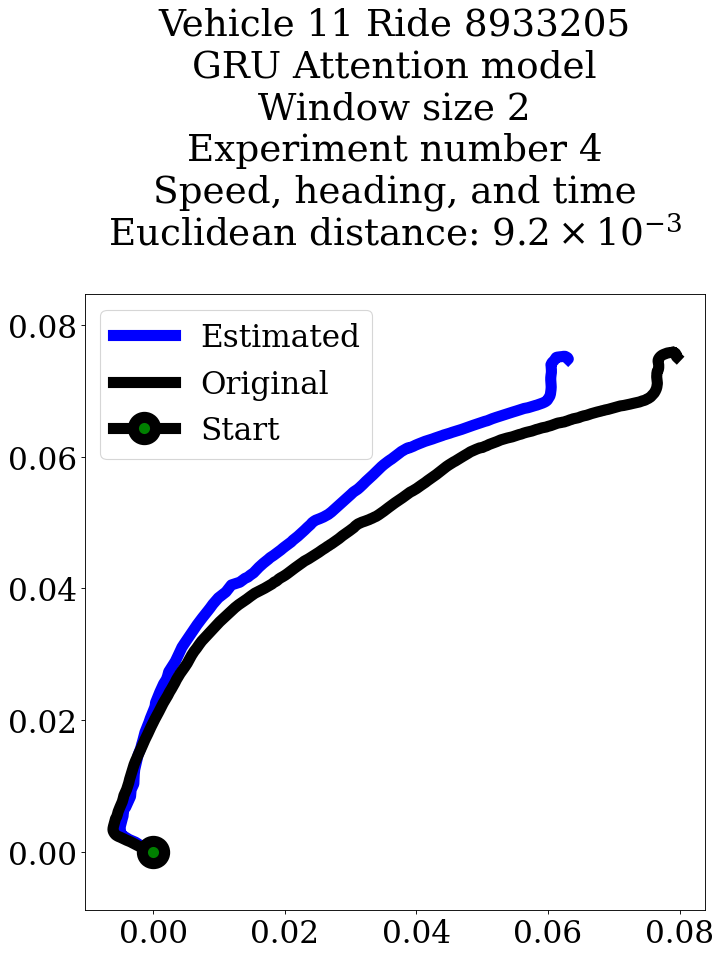 Vehicle 11 Ride 8933205
GRU Attention model
Window size 2
Experiment number 4
Speed, heading, and time
Euclidean distance: 9.2 × 10⁻³
Estimated
Original
Start
0.08
0.06
0.04
0.02
0.00
0.00 0.02 0.04 0.06 0.08